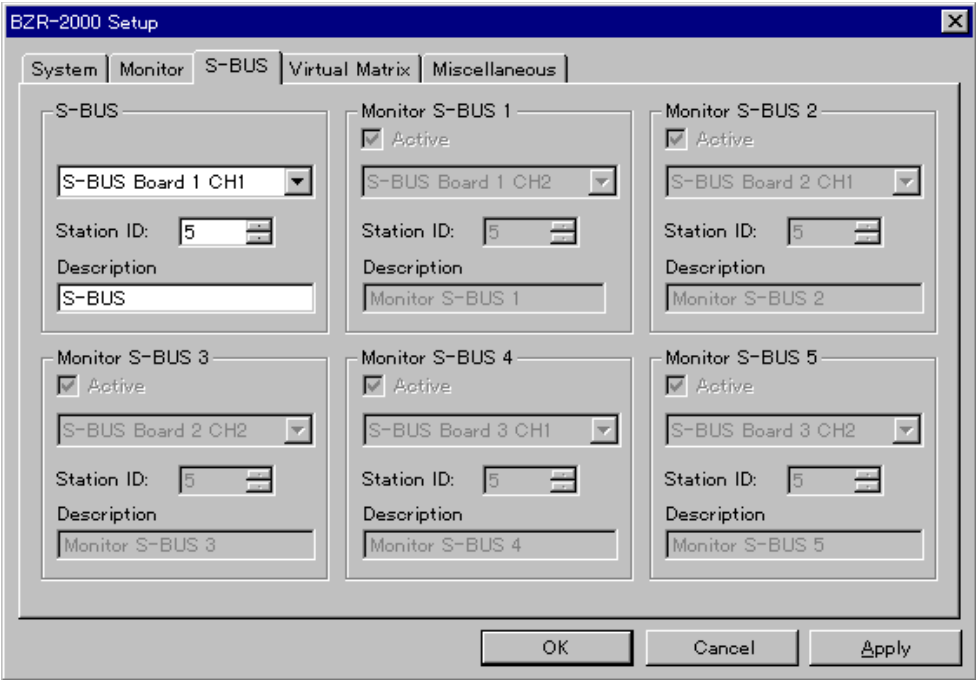 BZR-2000 Setup
System Monitor S-BUS Virtual Matrix Miscellaneous
S-BUS
S-BUS Board 1 CH1
Station ID: 5
Description
S-BUS
Monitor S-BUS 1
Active
S-BUS Board 1 CH2
Station ID: 5
Description
Monitor S-BUS 1
Monitor S-BUS 2
Active
S-BUS Board 2 CH1
Station ID: 5
Description
Monitor S-BUS 2
Monitor S-BUS 3
Active
S-BUS Board 2 CH2
Station ID: 5
Description
Monitor S-BUS 3
Monitor S-BUS 4
Active
S-BUS Board 3 CH1
Station ID: 5
Description
Monitor S-BUS 4
Monitor S-BUS 5
Active
S-BUS Board 3 CH2
Station ID: 5
Description
Monitor S-BUS 5
OK Cancel Apply